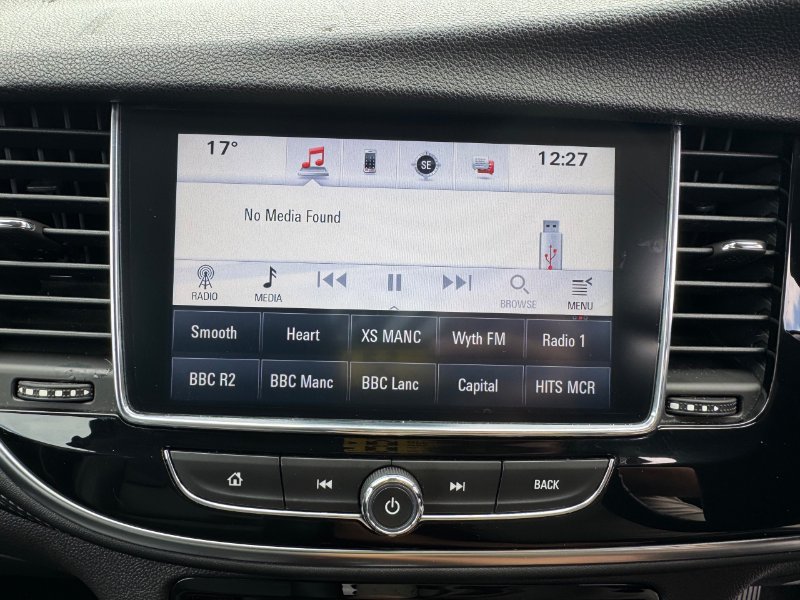 17° SE 12:27
No Media Found
RADIO MEDIA BROWSE MENU
Smooth Heart XS MANC Wyth FM Radio 1
BBC R2 BBC Manc BBC Lanc Capital HITS MCR
BACK